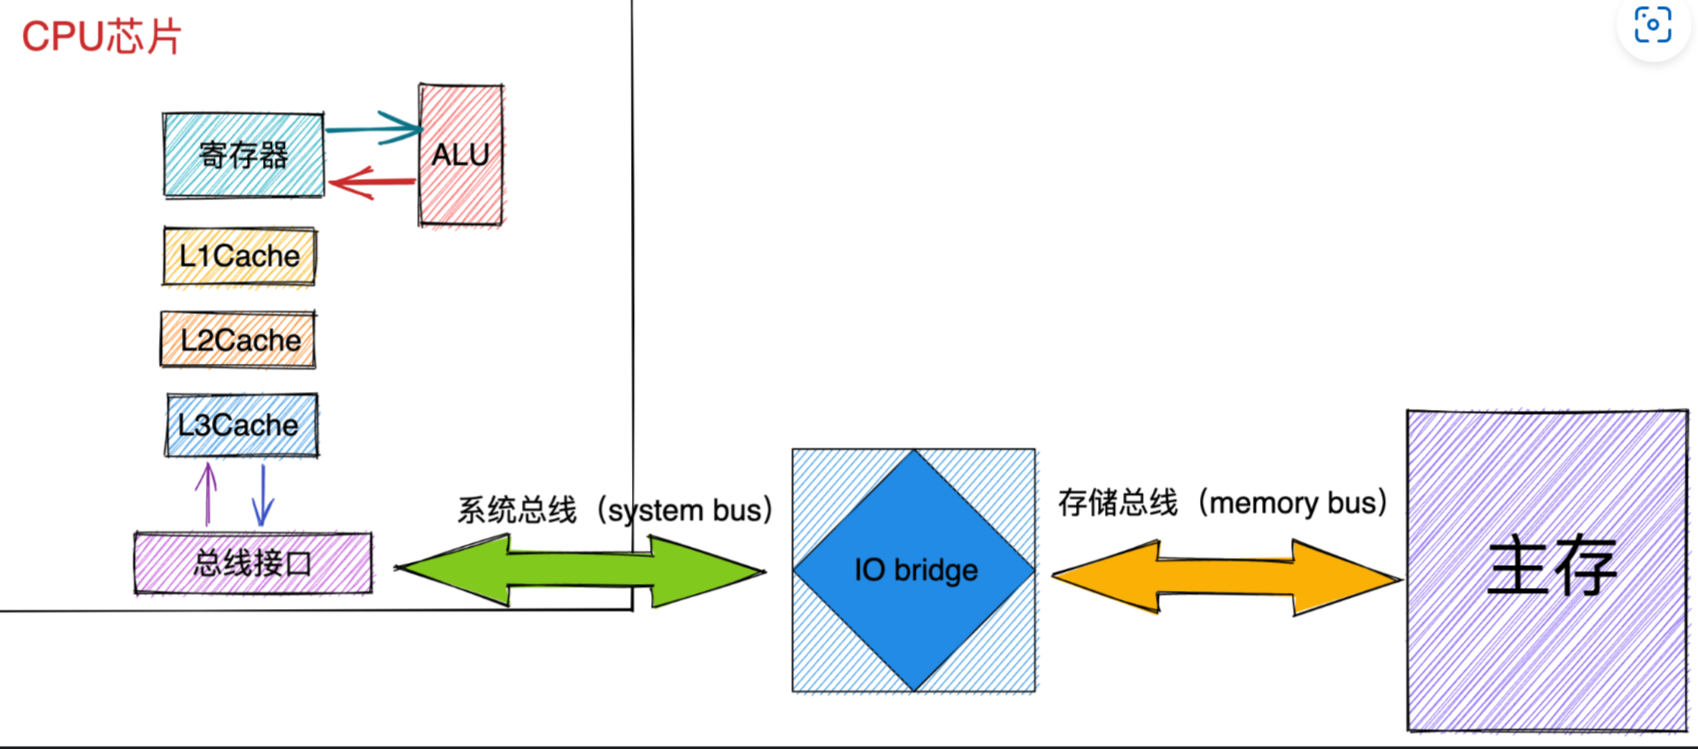 CPU芯片
寄存器
ALU
L1Cache
L2Cache
L3Cache
总线接口
系统总线（system bus）
IO bridge
存储总线（memory bus）
主存